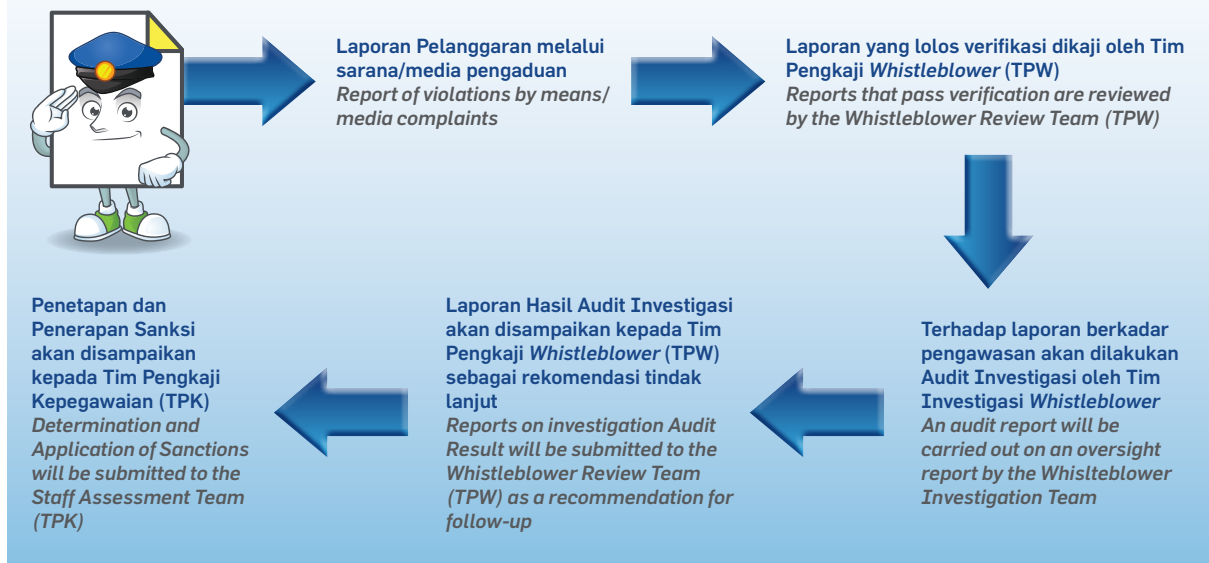 Laporan Pelanggaran melalui
sarana/media pengaduan
Report of violations by means/
media complaints
Laporan yang lolos verifikasi dikaji oleh Tim
Pengkaji Whistleblower (TPW)
Reports that pass verification are reviewed
by the Whistleblower Review Team (TPW)
Terhadap laporan berkadar
pengawasan akan dilakukan
Audit Investigasi oleh Tim
Investigasi Whistleblower
An audit report will be
carried out on an oversight
report by the Whislteblower
Investigation Team
Laporan Hasil Audit Investigasi
akan disampaikan kepada Tim
Pengkaji Whistleblower (TPW)
sebagai rekomendasi tindak
lanjut
Reports on investigation Audit
Result will be submitted to the
Whistleblower Review Team
(TPW) as a recommendation for
follow-up
Penetapan dan
Penerapan Sanksi
akan disampaikan
kepada Tim Pengkaji
Kepegawaian (TPK)
Determination and
Application of Sanctions
will be submitted to the
Staff Assessment Team
(TPK)